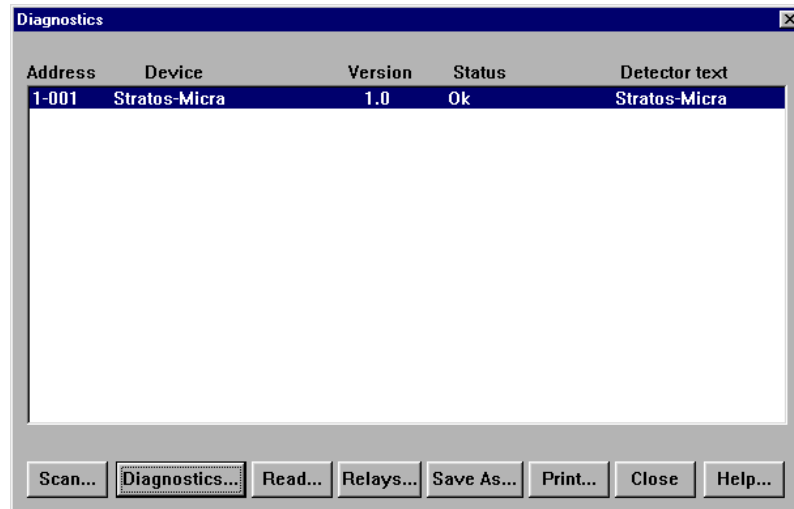 Diagnostics
Address Device Version Status Detector text
1-001 Stratos-Micra 1.0 Ok Stratos-Micra
Scan... Diagnostics... Read... Relays... Save As... Print... Close Help...